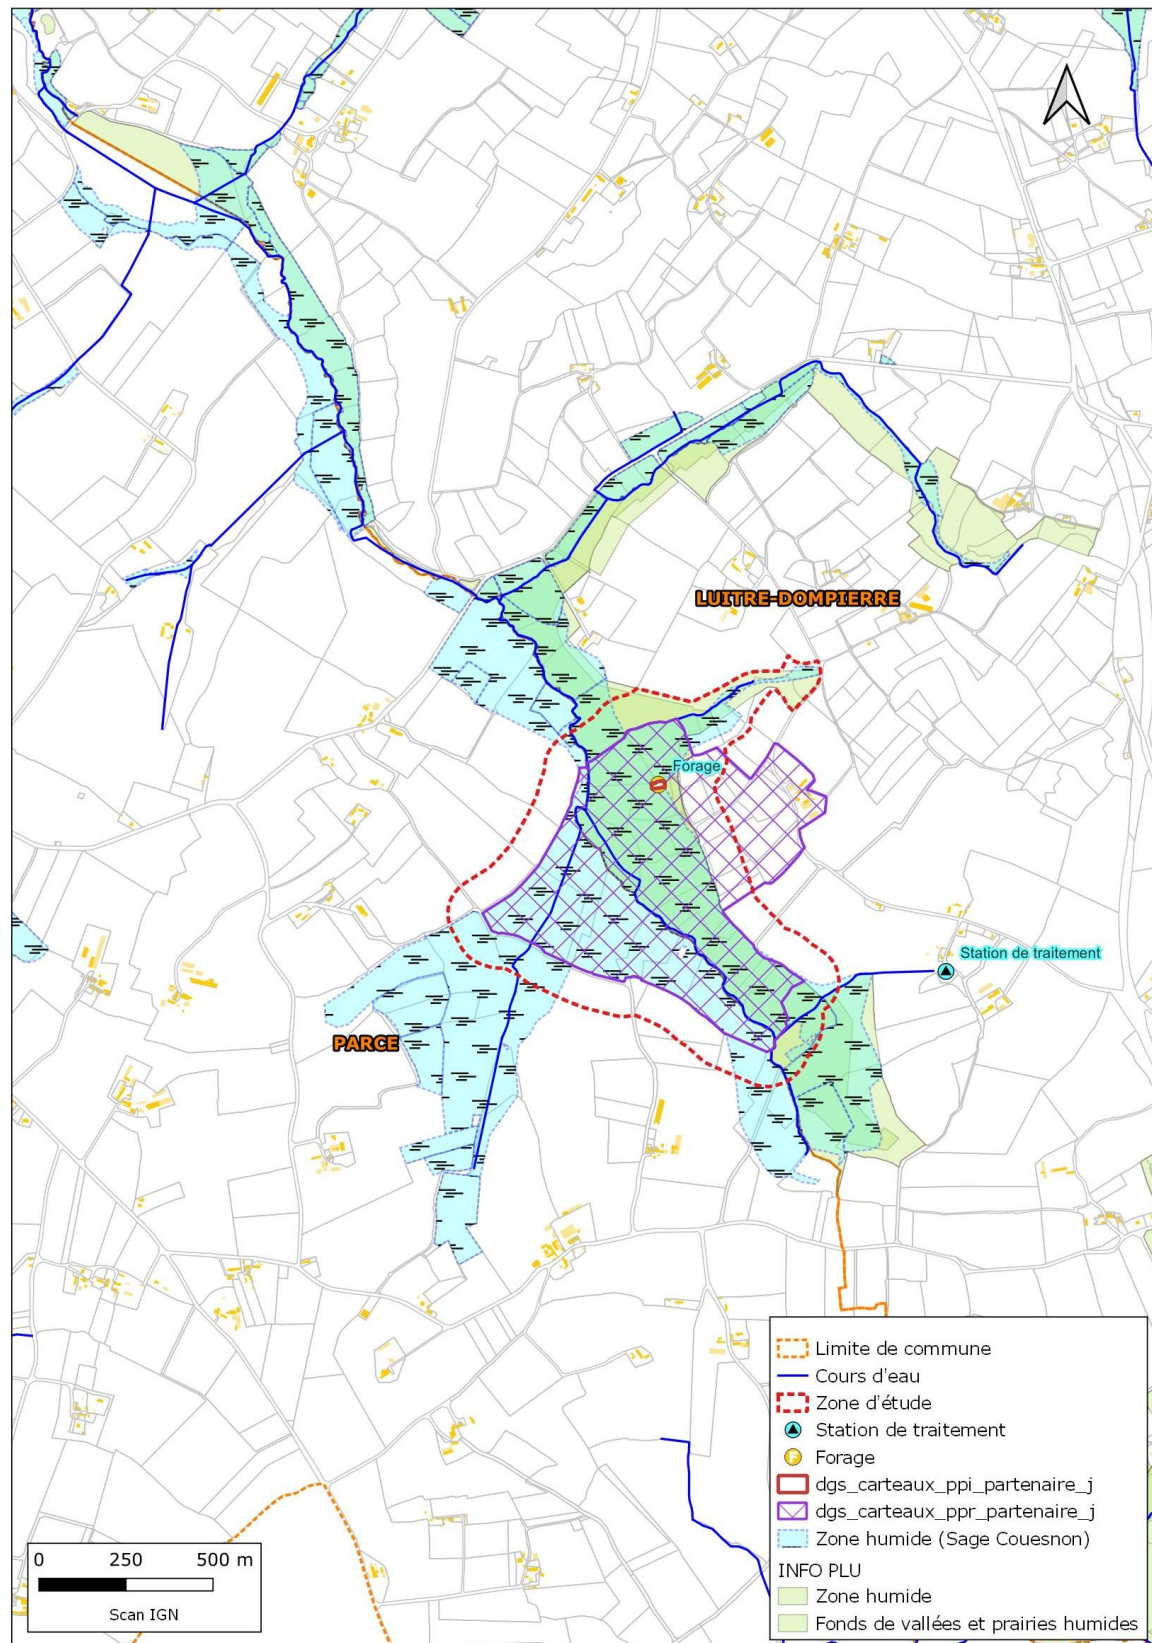 LUITRE-DOMPIERRE
Forage
Station de traitement
PARCE
Limite de commune
Cours d'eau
Zone d'étude
Station de traitement
F Forage
dgs_carteaux_ppi_partenaire_j
dgs_carteaux_ppr_partenaire_j
Zone humide (Sage Couesnon)
INFO PLU
Zone humide
Fonds de vallées et prairies humides
0 250 500 m
Scan IGN